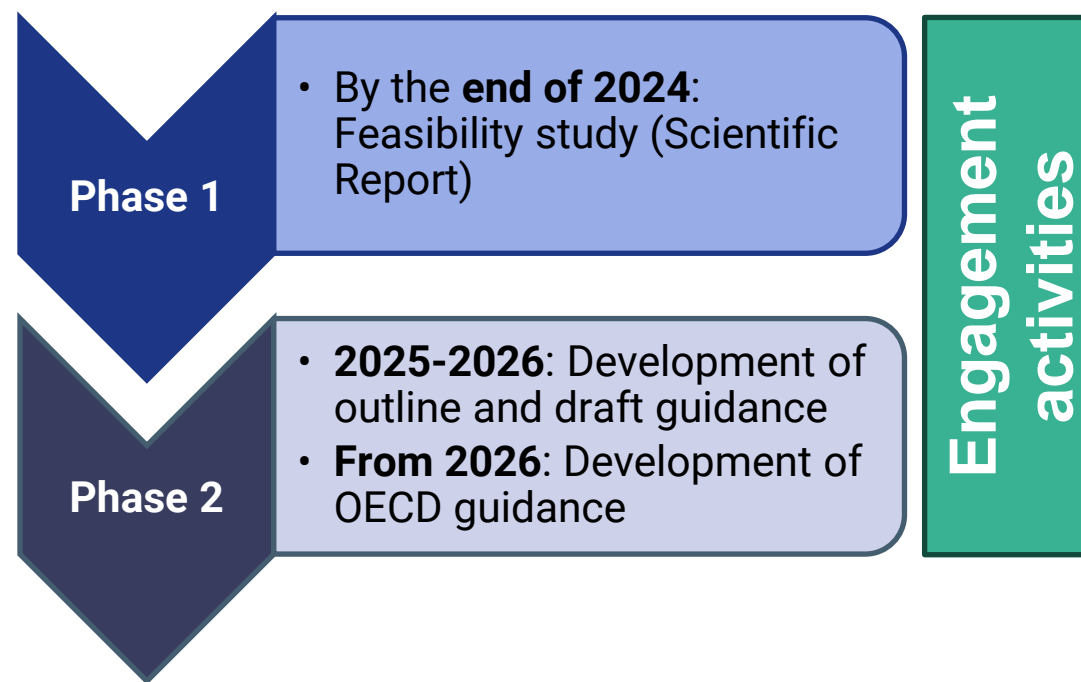 Phase 1
• By the end of 2024:
Feasibility study (Scientific
Report)
Phase 2
• 2025-2026: Development of
outline and draft guidance
• From 2026: Development of
OECD guidance
Engagement
activities